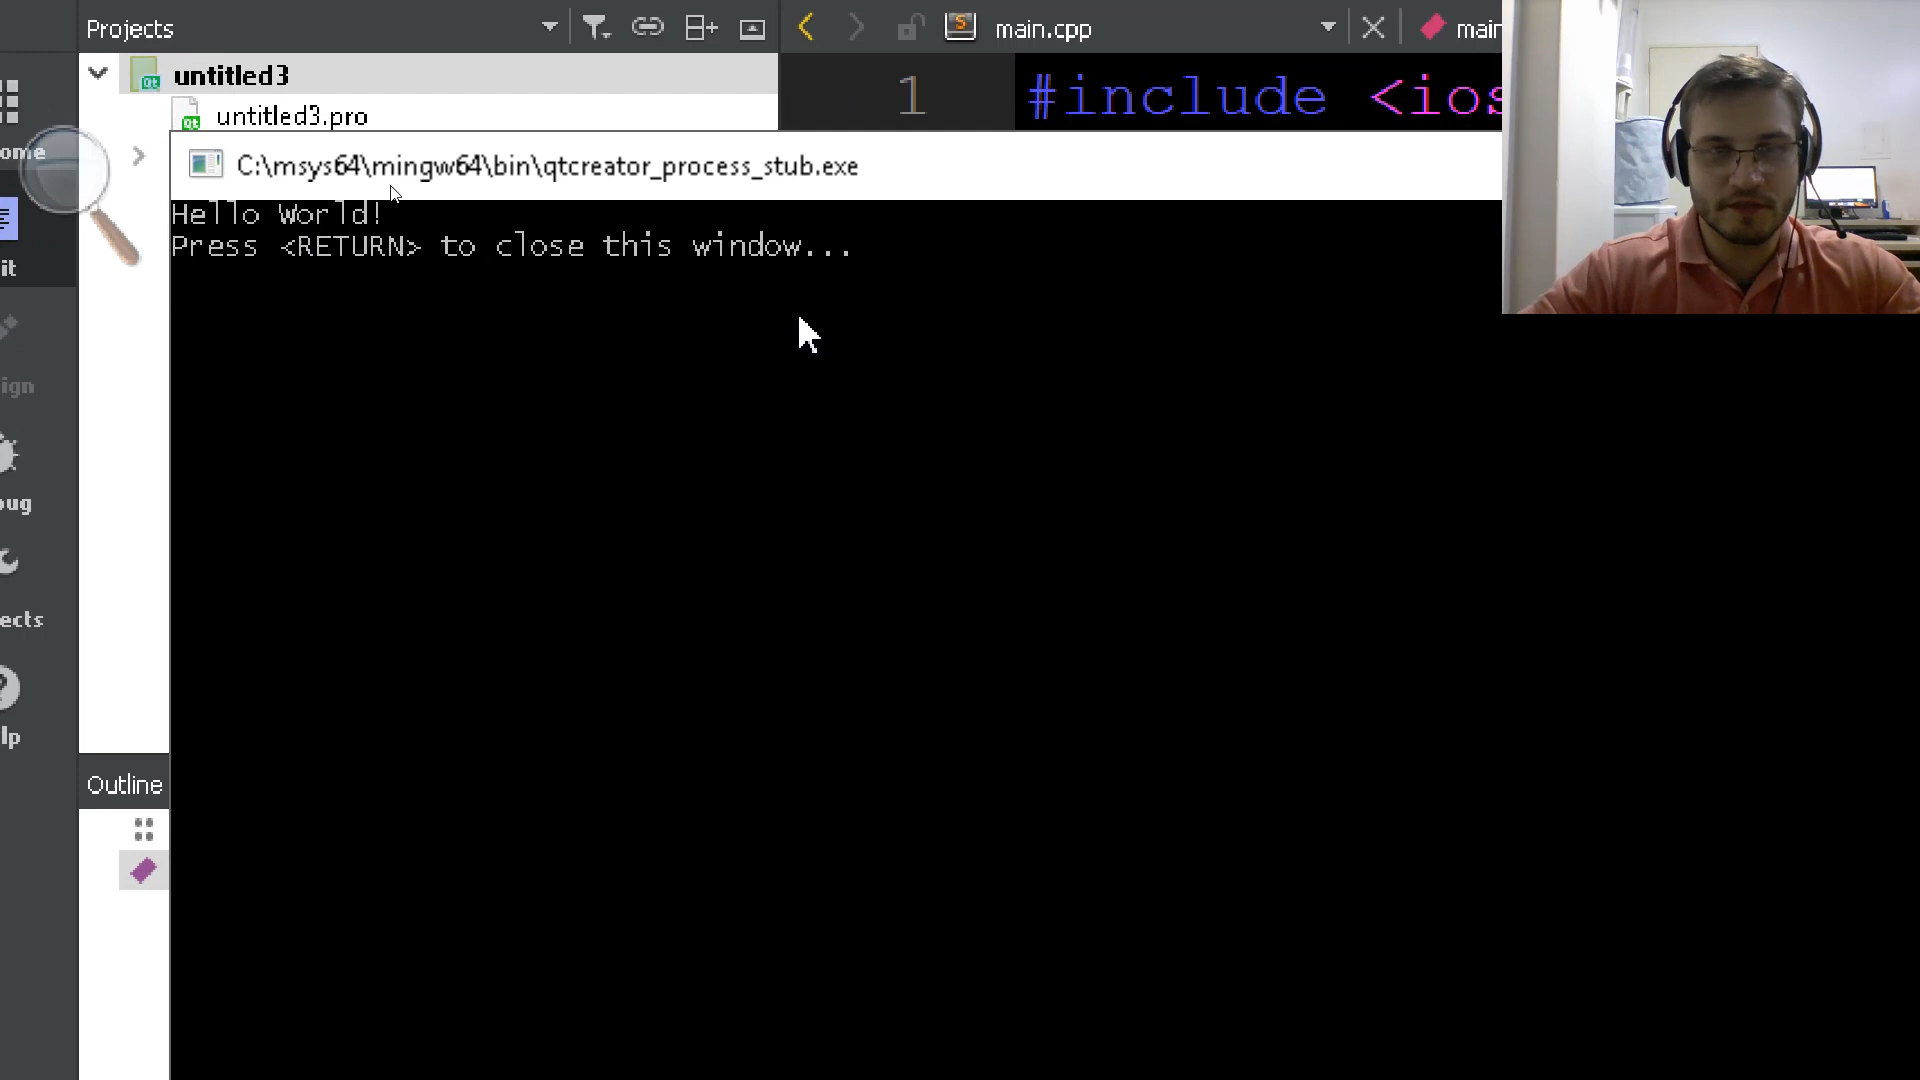 Projects
main.cpp
main
untitled3
1
#include <ios
untitled3.pro
ome
C:\msys64\mingw64\bin\qtcreator_process_stub.exe
Hello World!
Press <RETURN> to close this window...
it
ign
bug
ects
lp
Outline